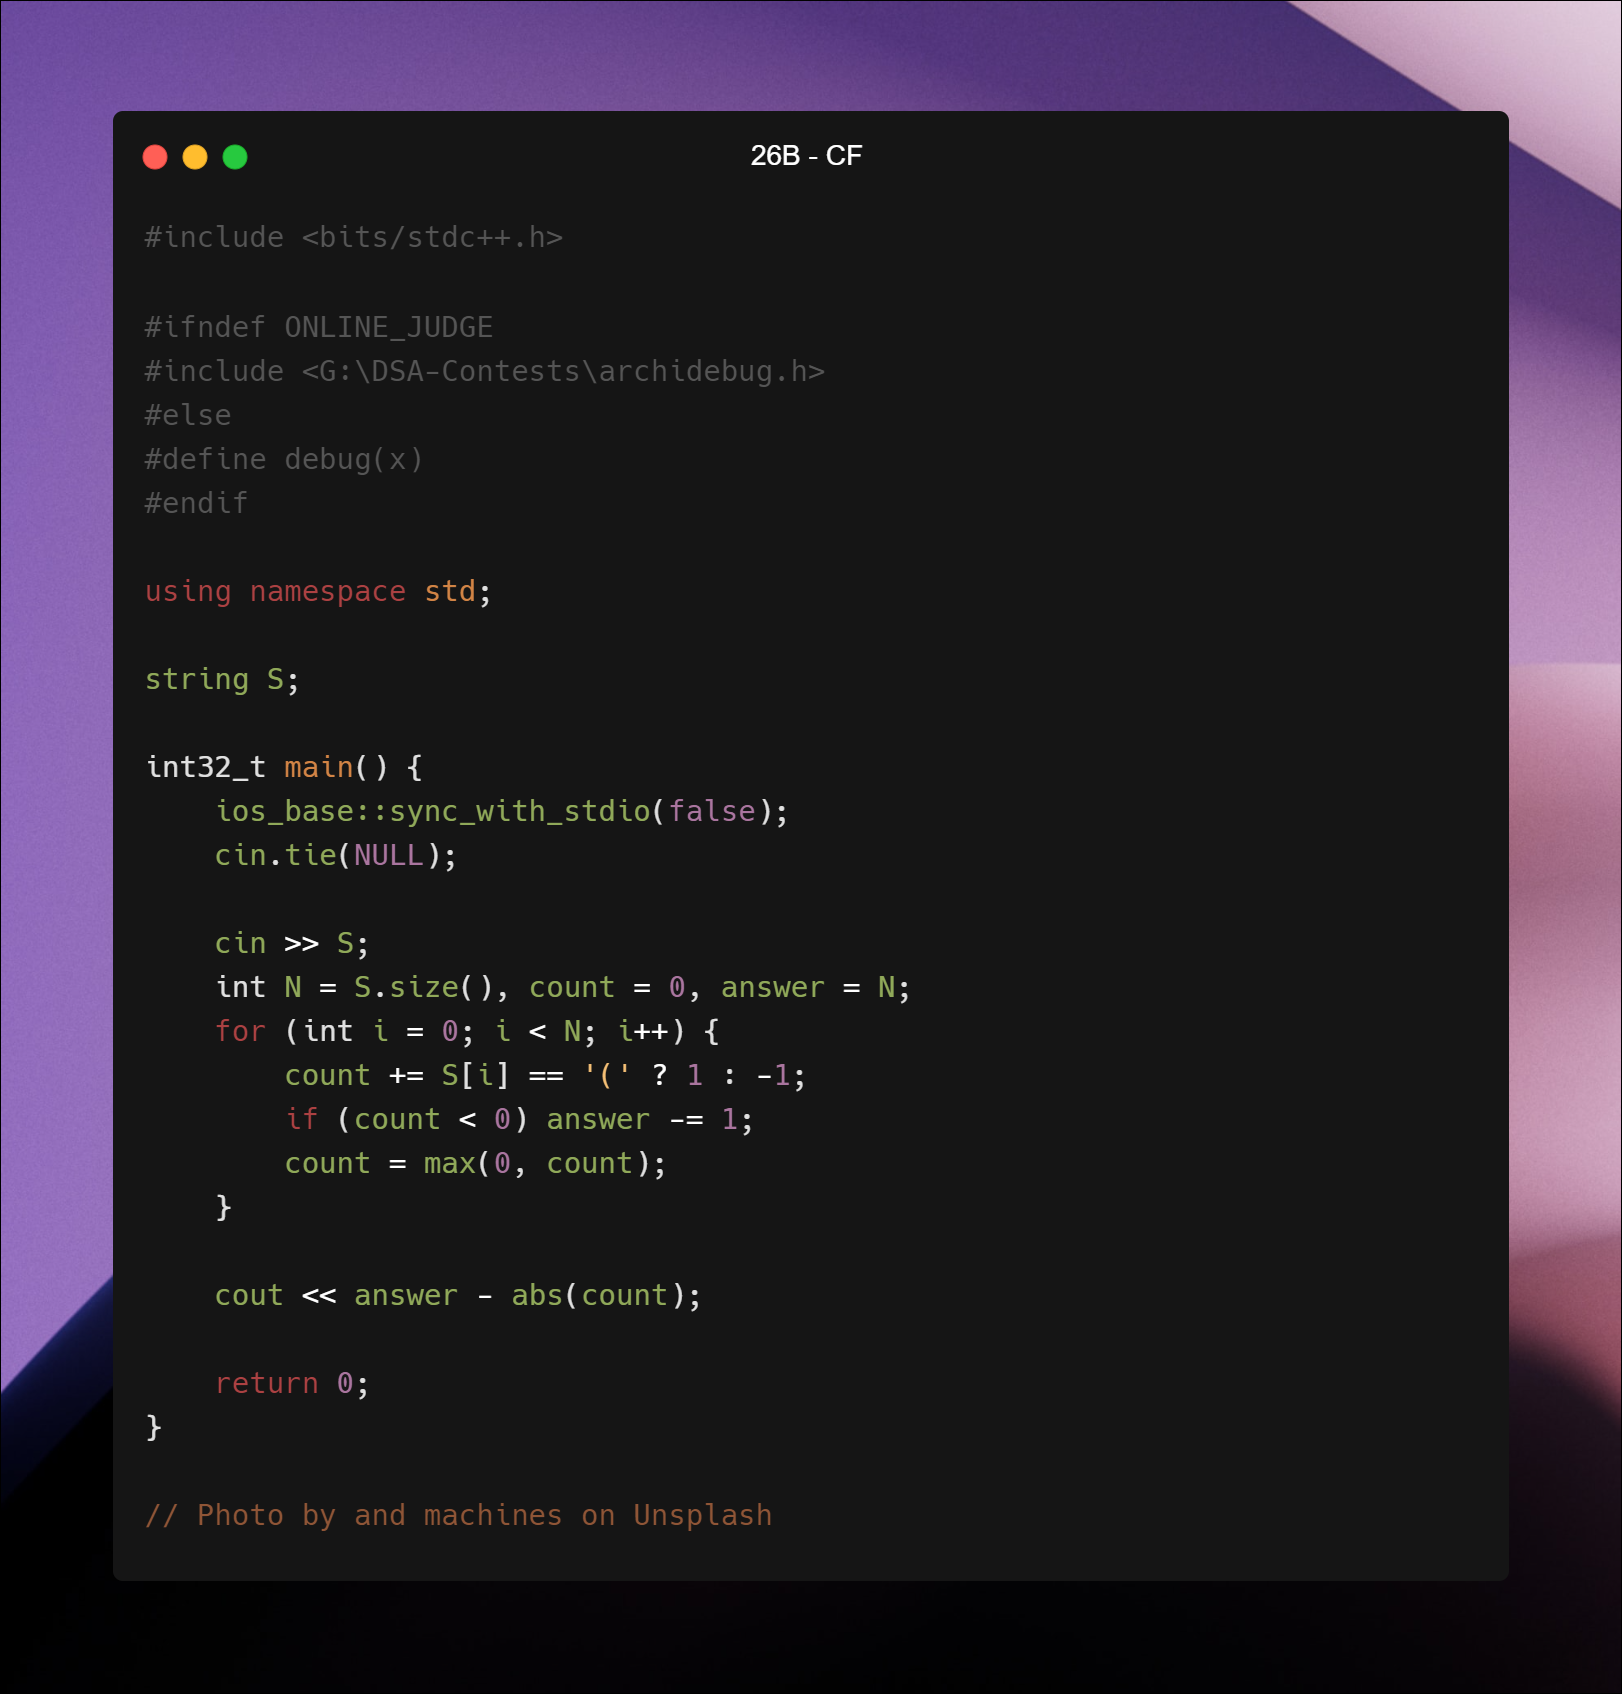 26B - CF
#include <bits/stdc++.h>
#ifndef ONLINE_JUDGE
#include <G:\DSA-Contests\archidebug.h>
#else
#define debug(x)
#endif
using namespace std;
string S;
int32_t main() {
    ios_base::sync_with_stdio(false);
    cin.tie(NULL);
    cin >> S;
    int N = S.size(), count = 0, answer = N;
    for (int i = 0; i < N; i++) {
        count += S[i] == '(' ? 1 : -1;
        if (count < 0) answer -= 1;
        count = max(0, count);
    }
    cout << answer - abs(count);
    return 0;
}
// Photo by and machines on Unsplash